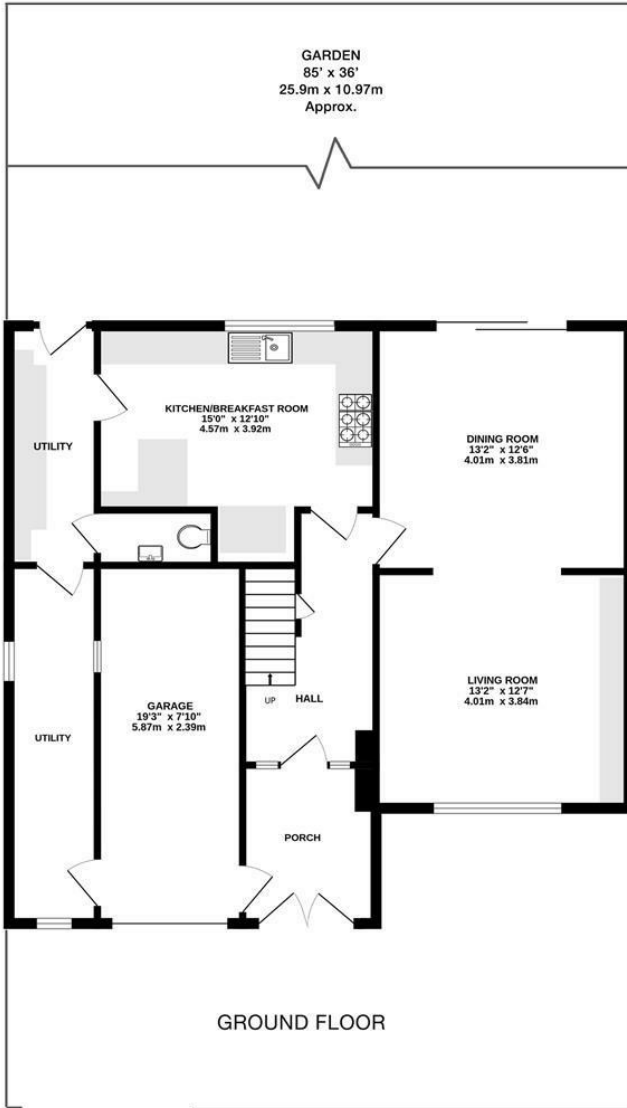 GARDEN
85' x 36'
25.9m x 10.97m
Approx.
KITCHEN/BREAKFAST ROOM
15'0" x 12'10"
4.57m x 3.92m
UTILITY
DINING ROOM
13'2" x 12'6"
4.01m x 3.81m
LIVING ROOM
13'2" x 12'7"
4.01m x 3.84m
UP
HALL
GARAGE
19'3" x 7'10"
5.87m x 2.39m
UTILITY
PORCH
GROUND FLOOR